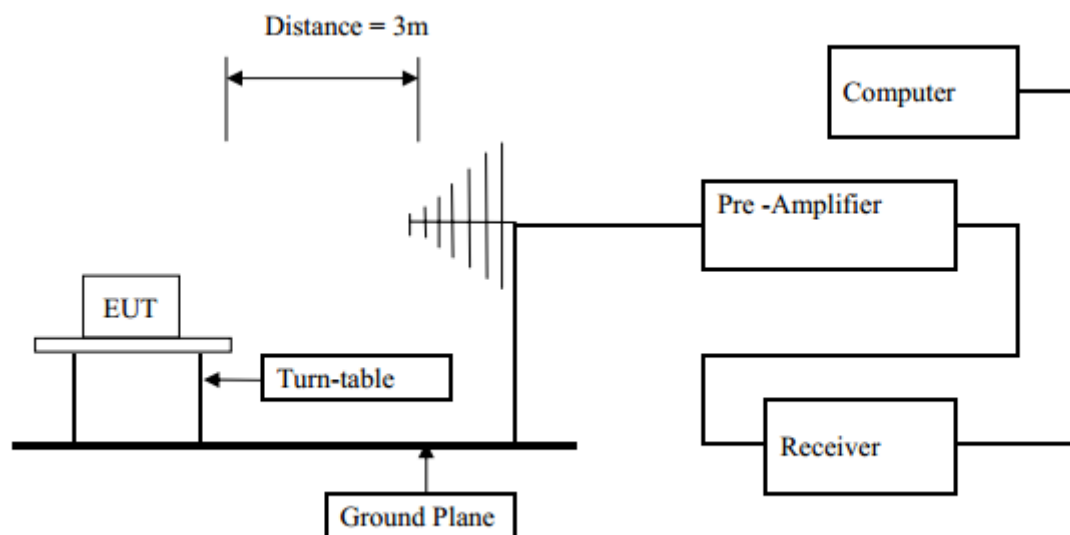 Distance = 3m
Computer
Pre -Amplifier
EUT
Turn-table
Receiver
Ground Plane